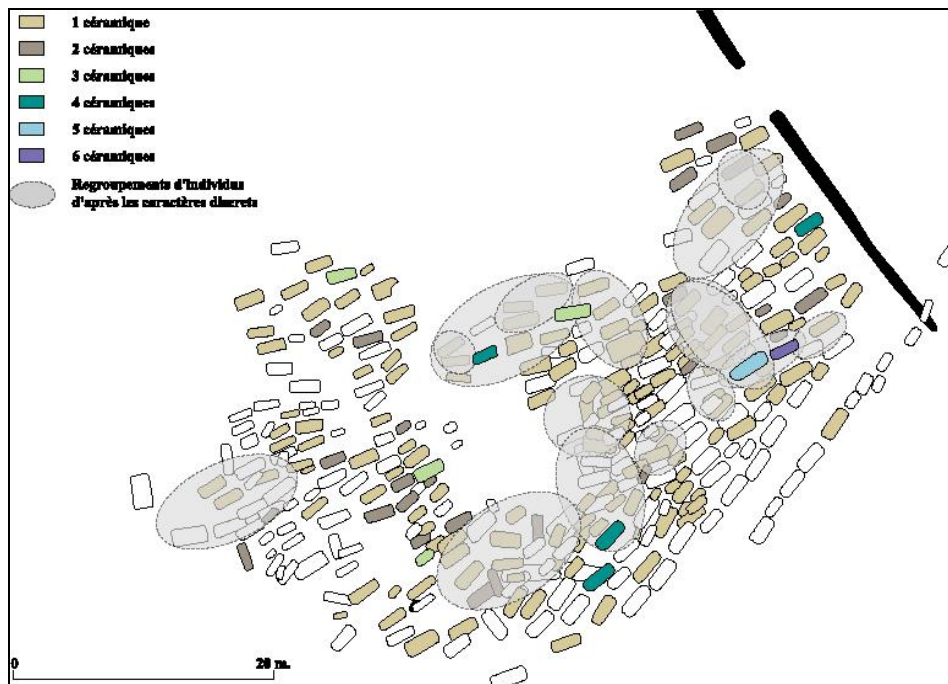 1 céramique
2 céramiques
3 céramiques
4 céramiques
5 céramiques
6 céramiques
Regroupements d'individus
d'après les caractères discrets
0 20 m.